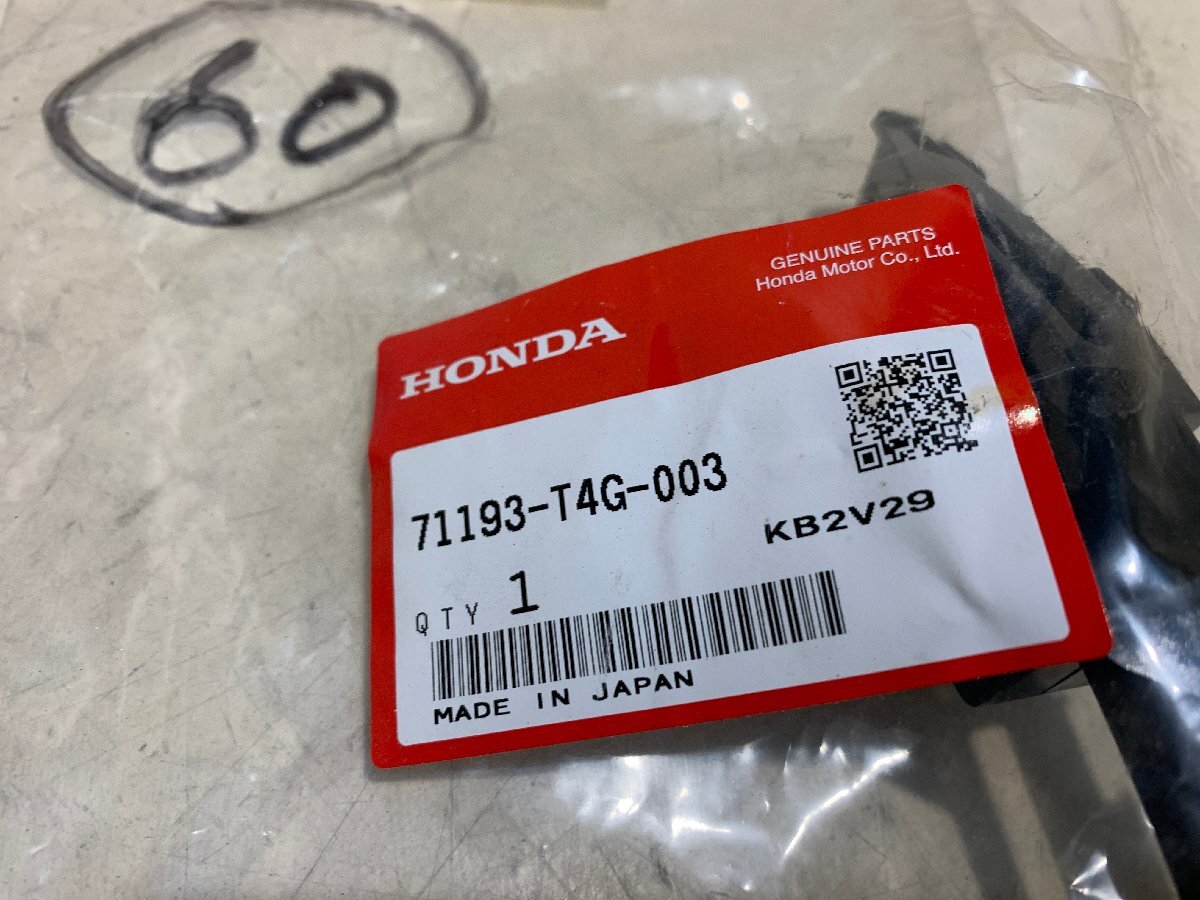 60
GENUINE PARTS
Honda Motor Co., Ltd.
HONDA
71193-T4G-003
KB2V29
QTY 1
MADE IN JAPAN